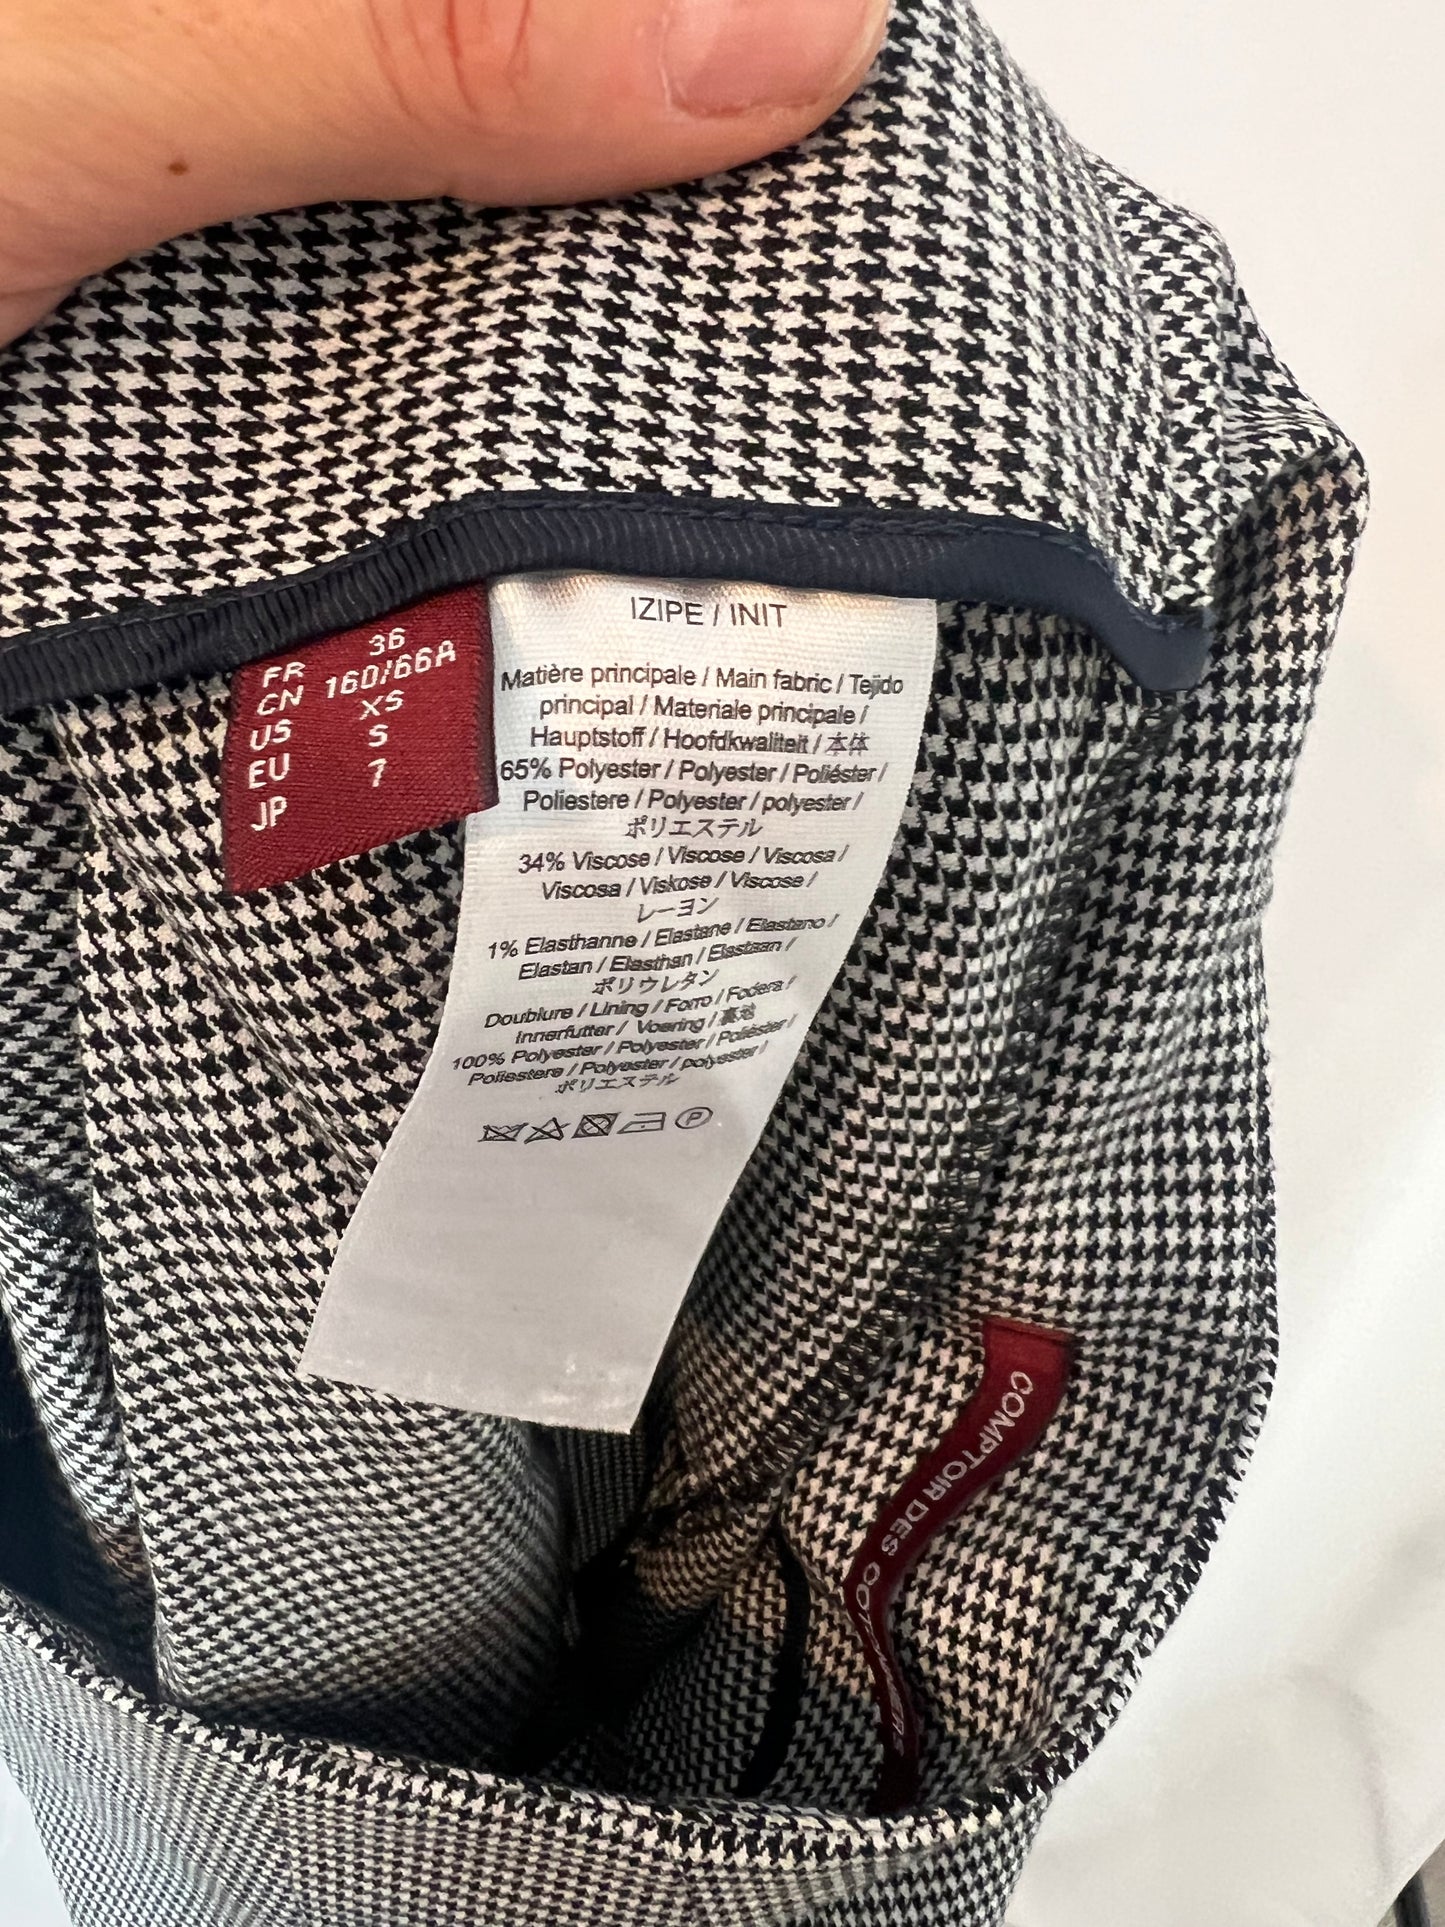 FR 36
CN 160/66A
US XS
EU S
JP 7
IZIPE / INIT
Matière principale / Main fabric / Tejido
principal / Materiale principale /
Hauptstoff / Hoofdkwaliteit / 本体
65% Polyester / Polyester / Poliéster /
Poliestere / Polyester / polyester /
ポリエステル
34% Viscose / Viscose / Viscosa /
Viscosa / Viskose / Viscose /
レーヨン
1% Elasthanne / Elastane / Elastano /
Elastan / Elasthan / Elastaan /
ポリウレタン
Doublure / Lining / Forro / Fodera /
Innerfutter / Voering / 裏地
100% Polyester / Polyester / Poliéster /
Poliestere / Polyester / polyester /
ポリエステル
P
COMPTOIR DES COTONNIERS